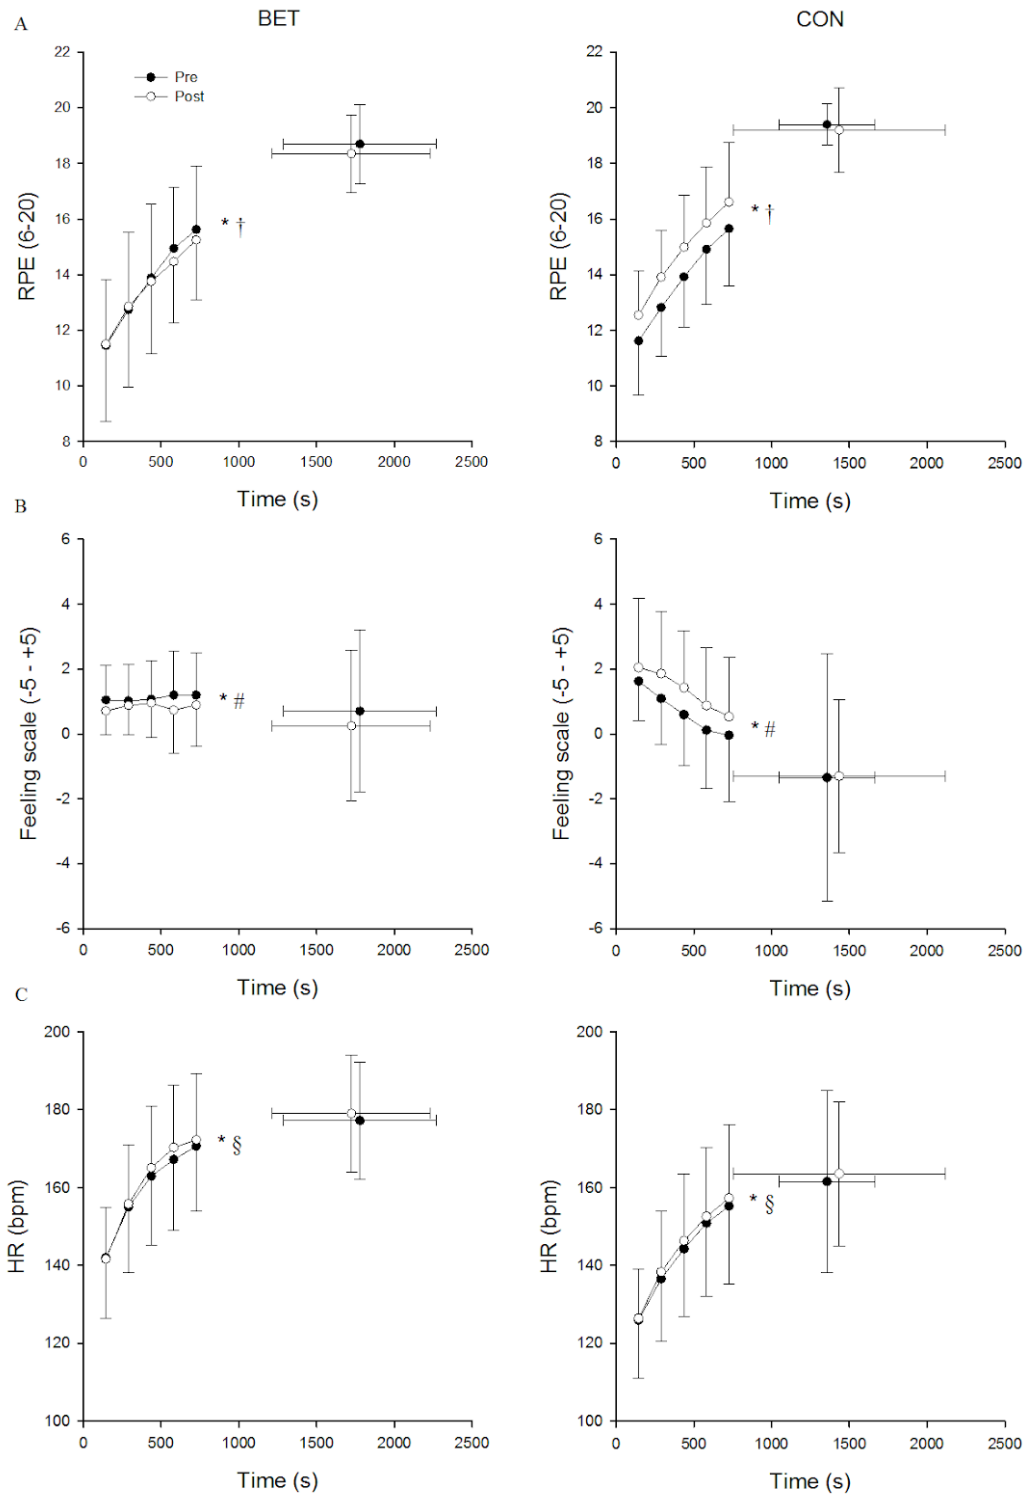 A
BET
CON
22
20
18
16
14
12
10
8
RPE (6-20)
Pre
Post
* †
0 500 1000 1500 2000 2500
Time (s)
22
20
18
16
14
12
10
8
RPE (6-20)
* †
0 500 1000 1500 2000 2500
Time (s)
B
6
4
2
0
-2
-4
-6
Feeling scale (-5 - +5)
* #
0 500 1000 1500 2000 2500
Time (s)
6
4
2
0
-2
-4
-6
Feeling scale (-5 - +5)
* #
0 500 1000 1500 2000 2500
Time (s)
C
200
180
160
140
120
100
HR (bpm)
* §
0 500 1000 1500 2000 2500
Time (s)
200
180
160
140
120
100
HR (bpm)
* §
0 500 1000 1500 2000 2500
Time (s)